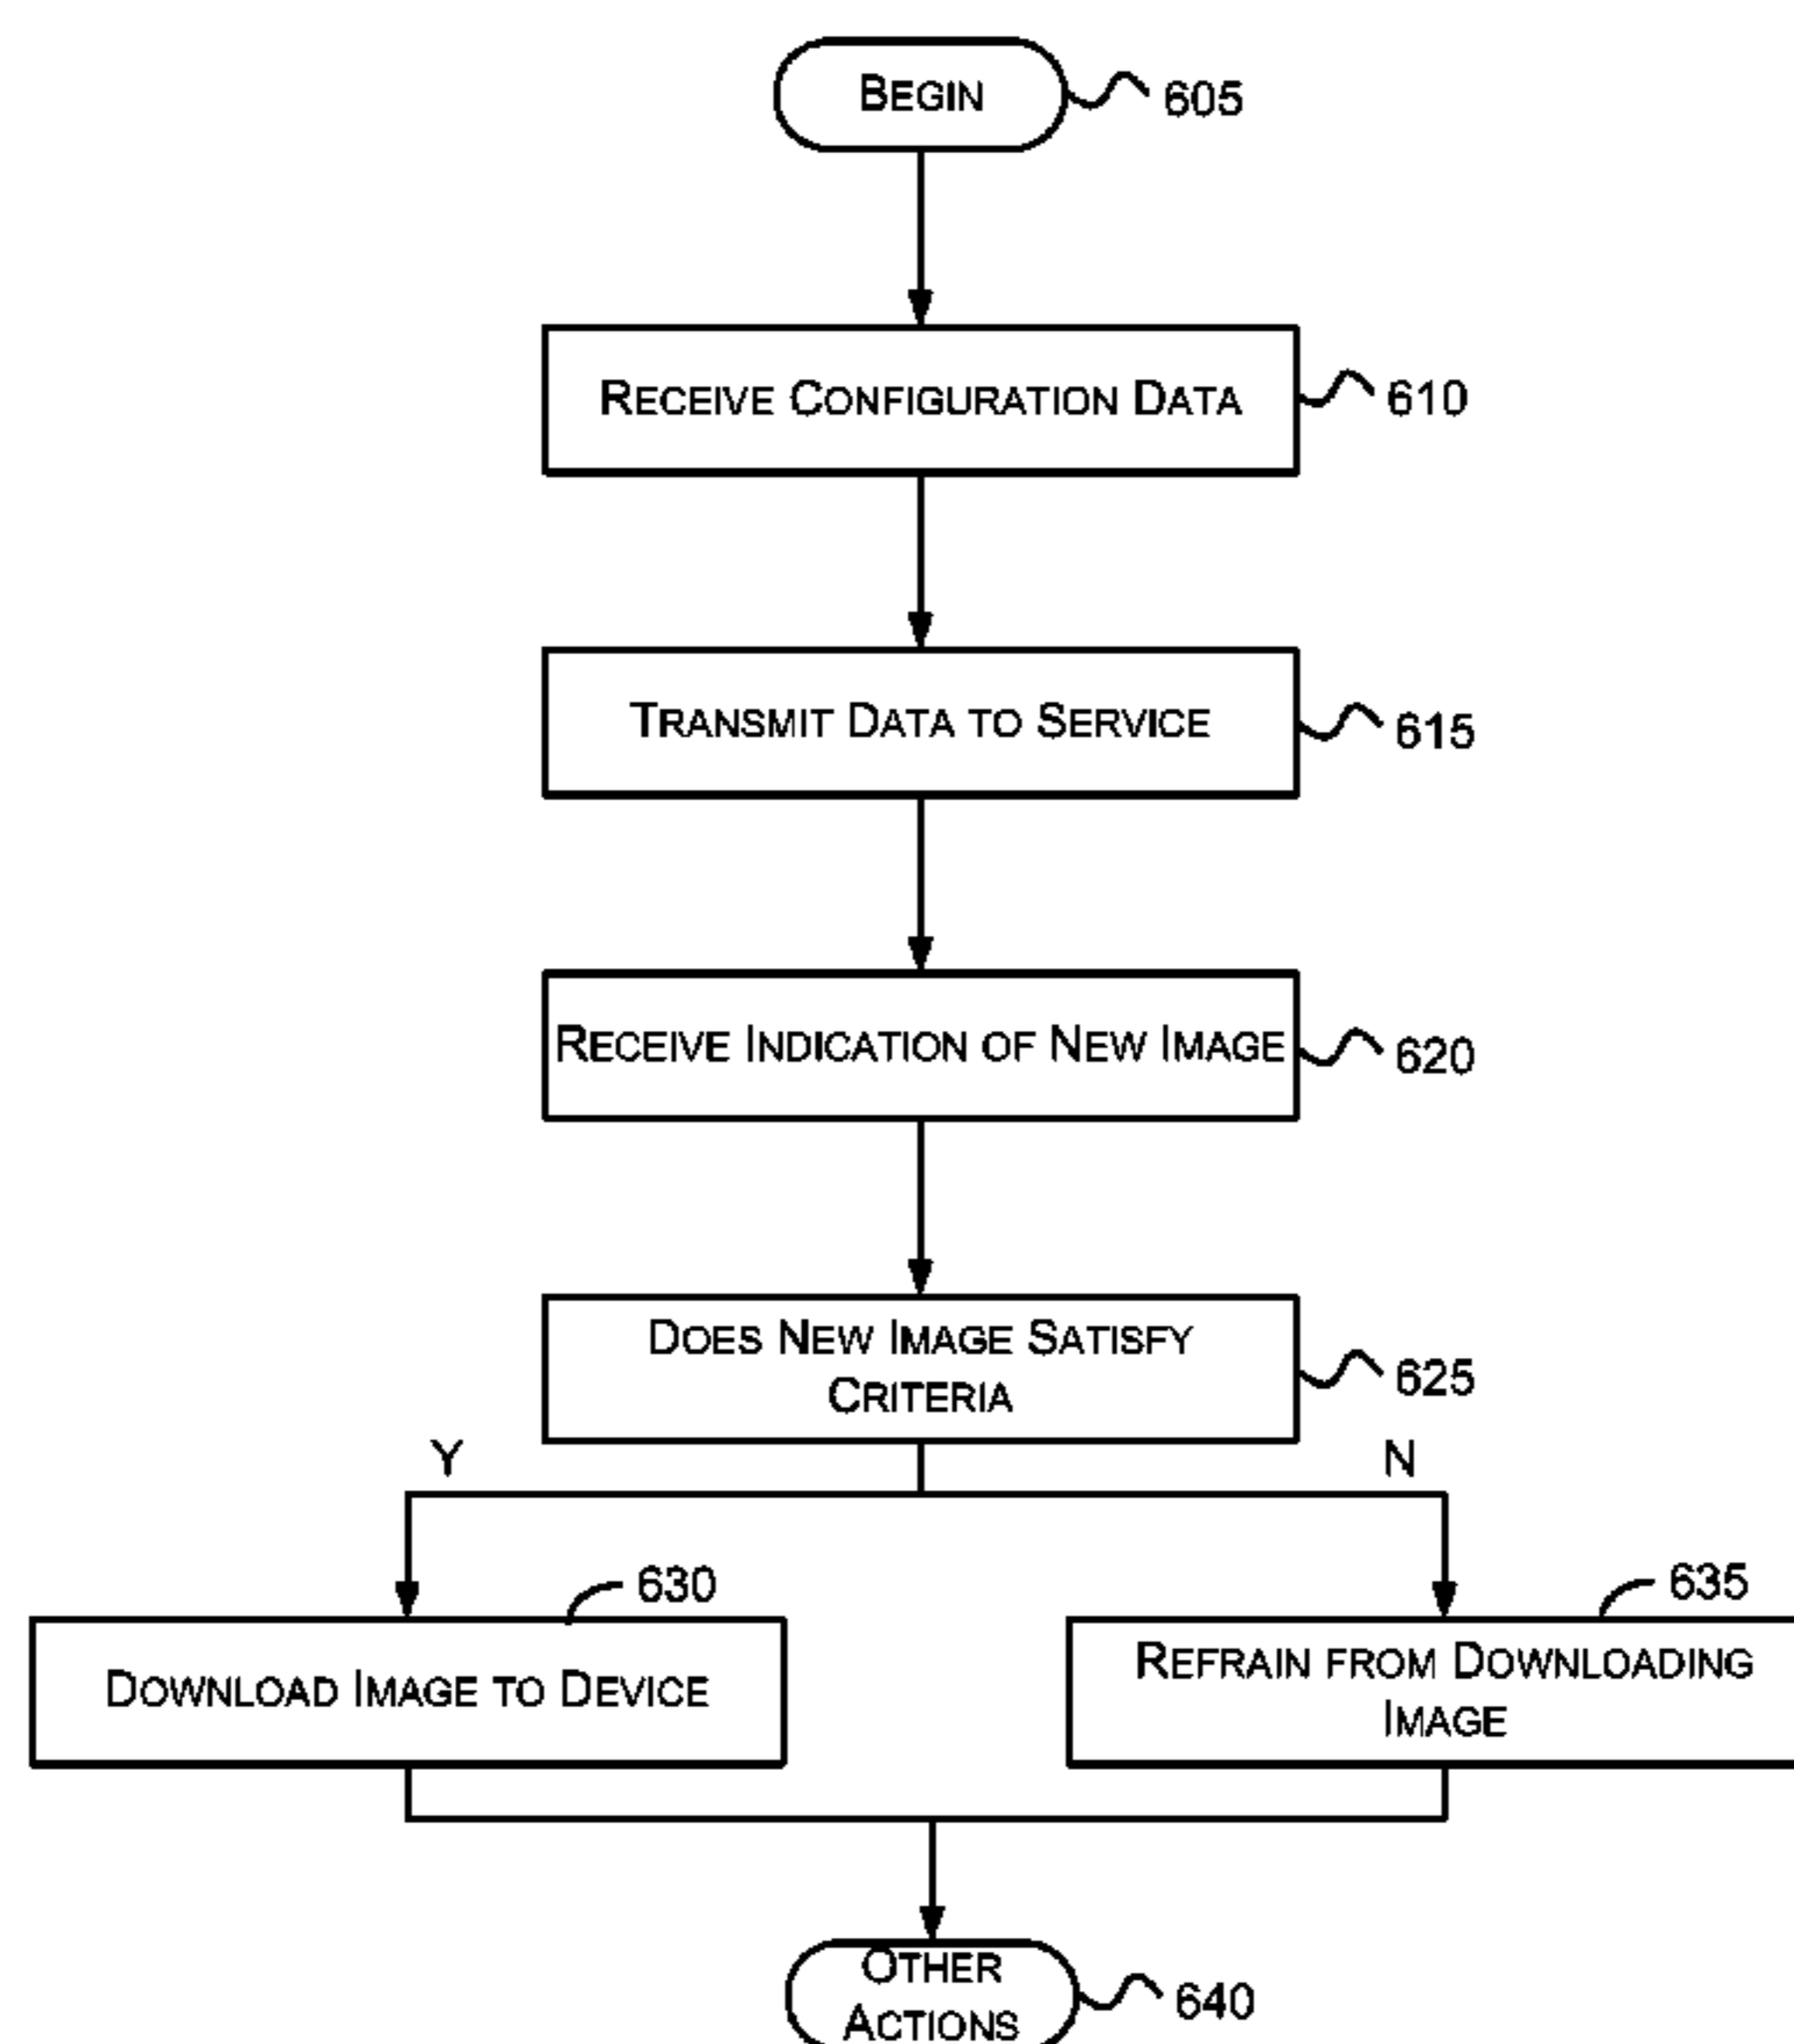 BEGIN
605
RECEIVE CONFIGURATION DATA
610
TRANSMIT DATA TO SERVICE
615
RECEIVE INDICATION OF NEW IMAGE
620
DOES NEW IMAGE SATISFY
CRITERIA
625
Y
N
630
635
DOWNLOAD IMAGE TO DEVICE
REFRAIN FROM DOWNLOADING
IMAGE
OTHER
ACTIONS
640